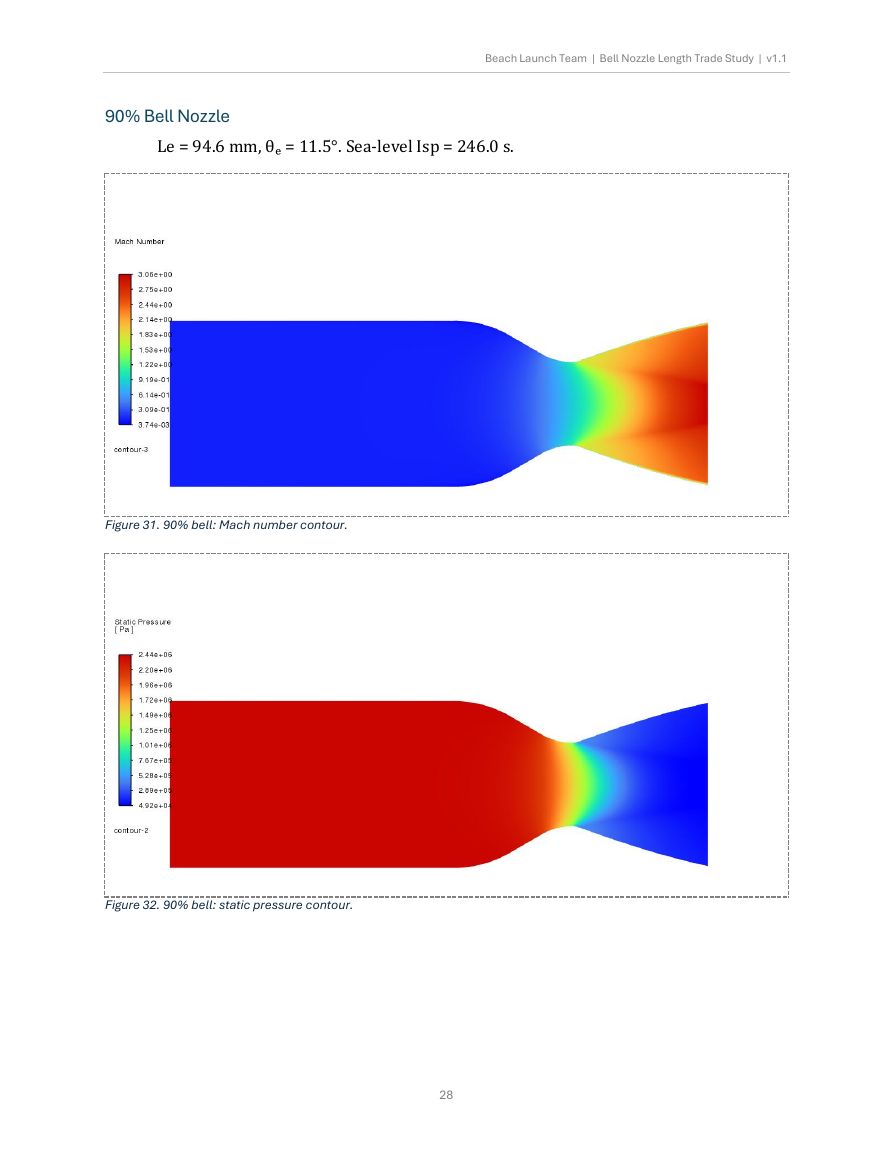 Beach Launch Team | Bell Nozzle Length Trade Study | v1.1
90% Bell Nozzle
Le = 94.6 mm, θₑ = 11.5°. Sea-level Isp = 246.0 s.
Mach Number
3.06e+00
2.75e+00
2.44e+00
2.14e+00
1.83e+00
1.53e+00
1.22e+00
9.19e-01
6.14e-01
3.09e-01
3.74e-03
contour-3
Figure 31. 90% bell: Mach number contour.
Static Pressure
[ Pa ]
2.44e+06
2.20e+06
1.96e+06
1.72e+06
1.48e+06
1.25e+06
1.01e+06
7.67e+05
5.28e+05
2.89e+05
4.92e+04
contour-2
Figure 32. 90% bell: static pressure contour.
28